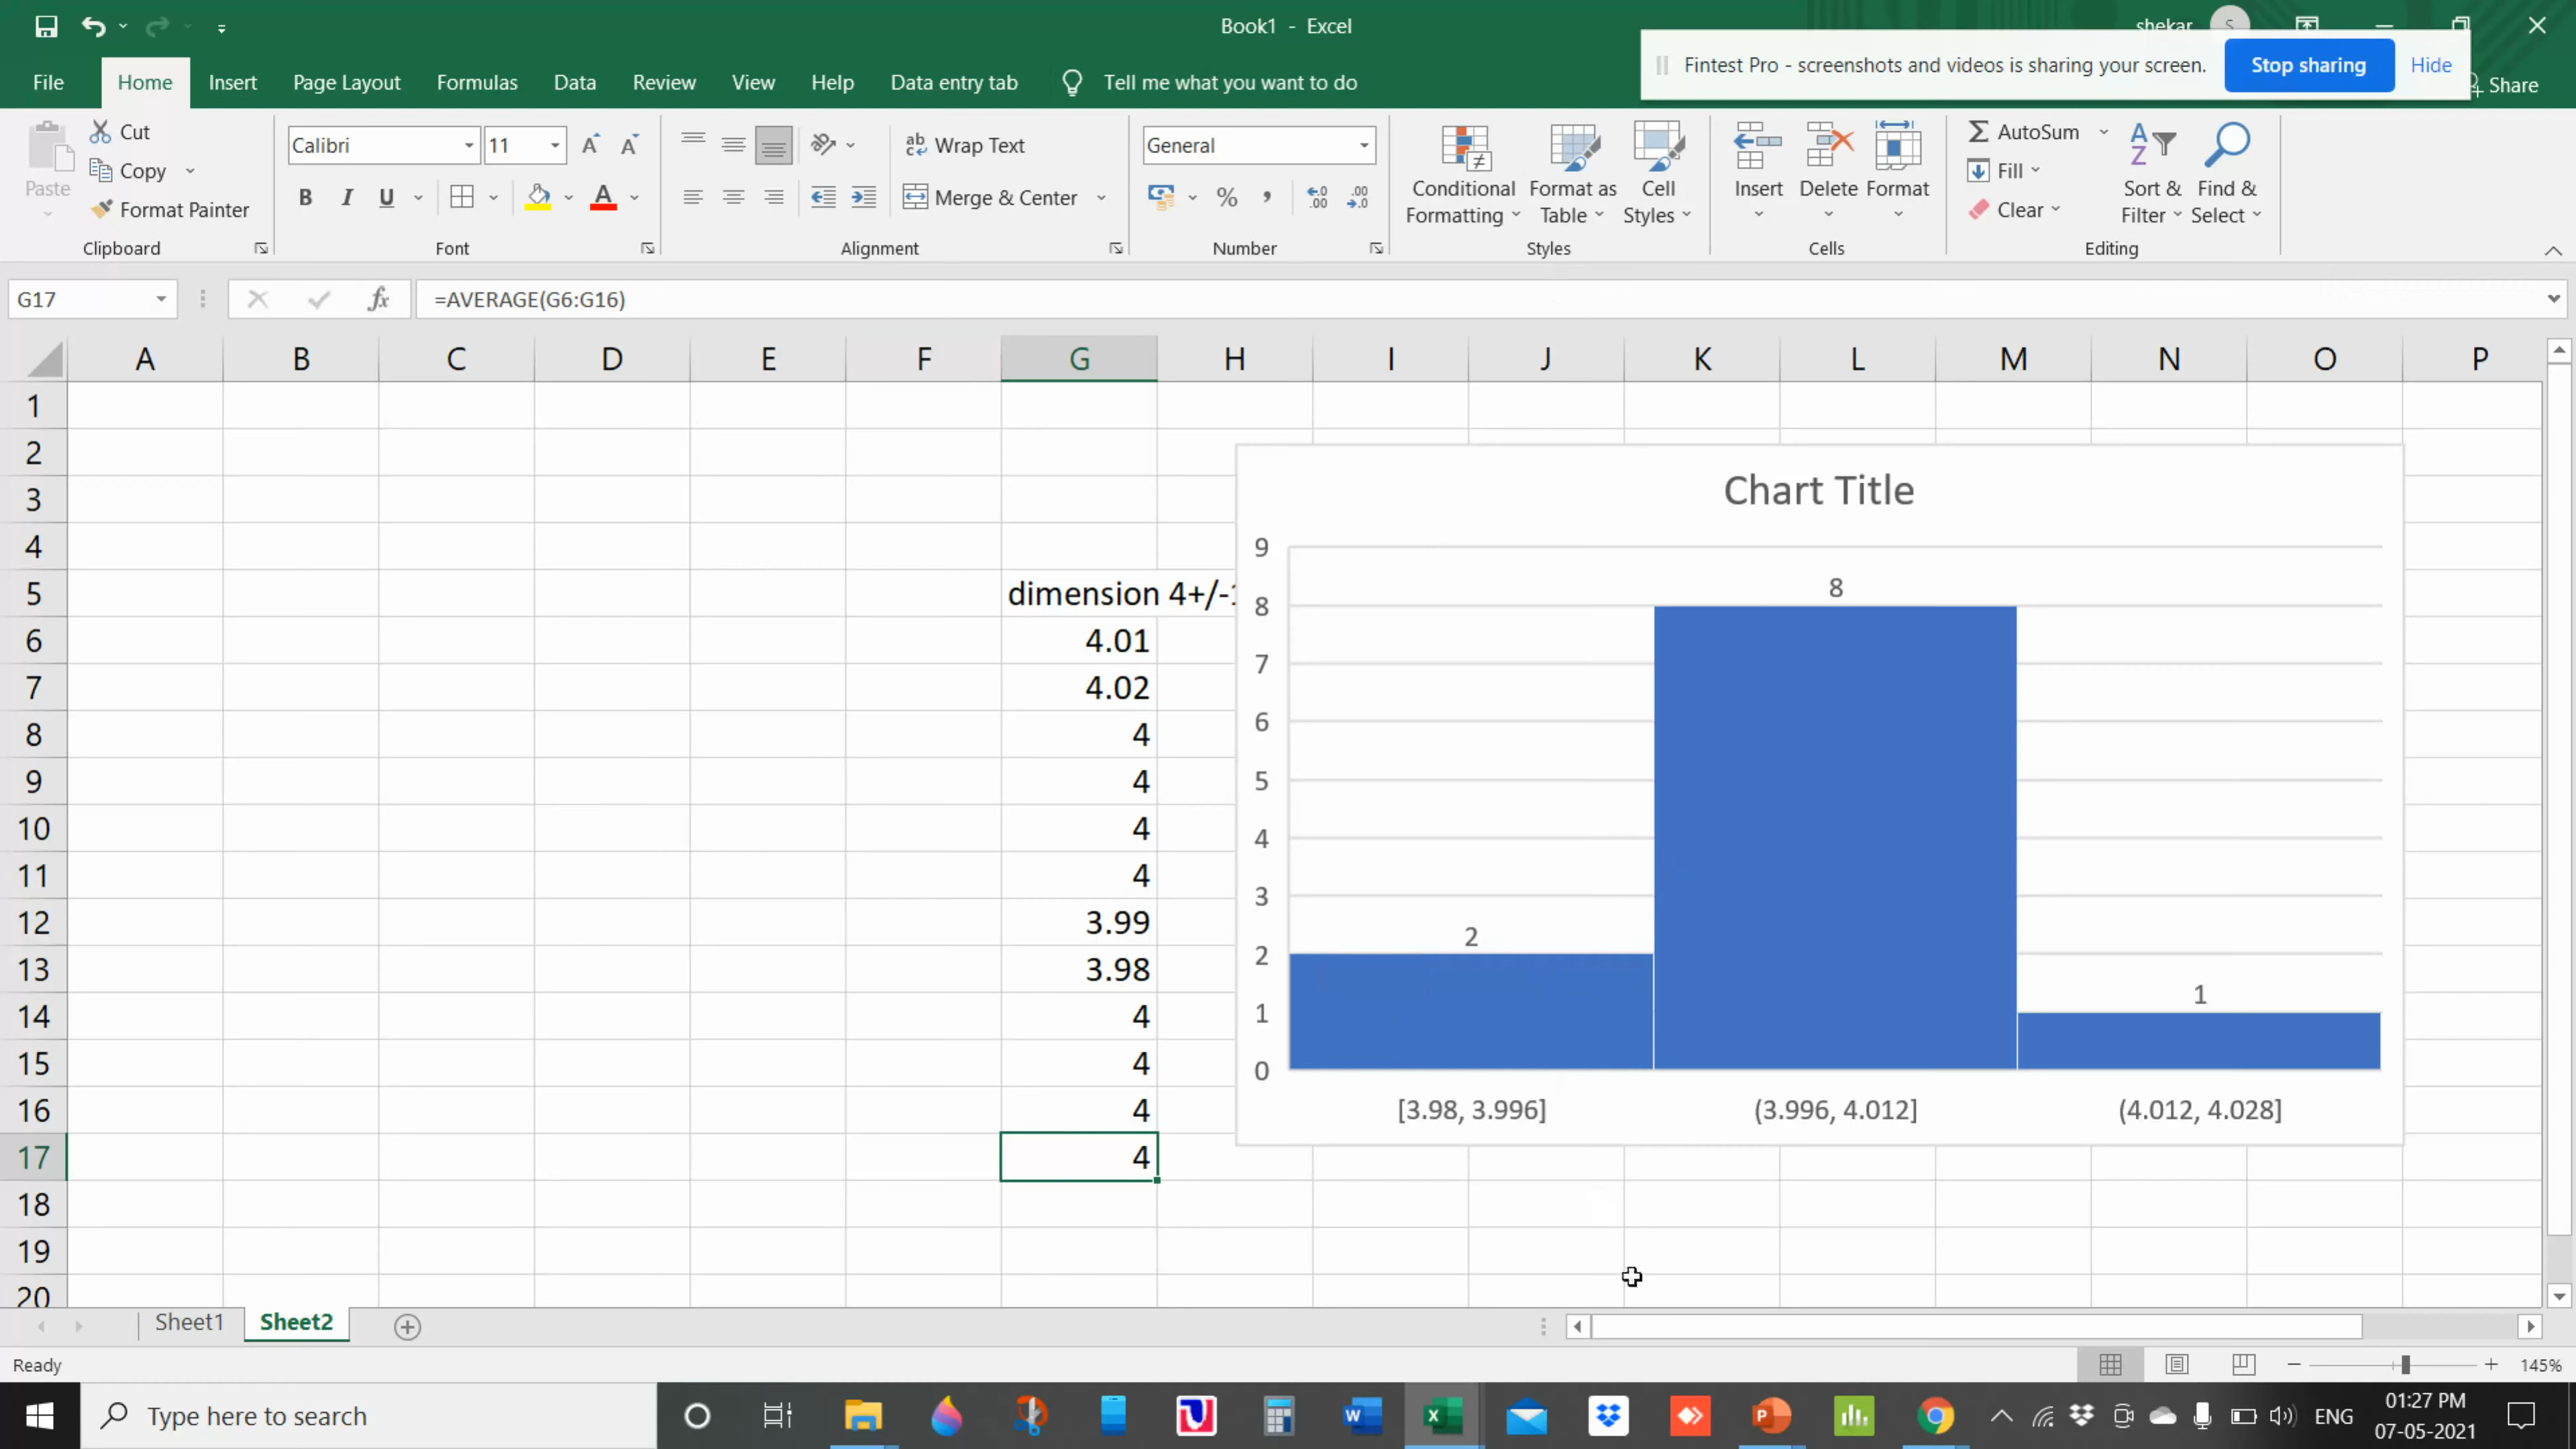 Book1 - Excel
shekar
S
Fintest Pro - screenshots and videos is sharing your screen.
Stop sharing
Hide
File
Home
Insert
Page Layout
Formulas
Data
Review
View
Help
Data entry tab
Tell me what you want to do
Share
Paste
Cut
Copy
Format Painter
Clipboard
Calibri
11
B I U
Font
Wrap Text
Merge & Center
Alignment
General
Number
Conditional Formatting
Format as Table
Cell Styles
Styles
Insert
Delete
Format
Cells
AutoSum
Fill
Clear
Sort & Filter
Find & Select
Editing
G17
fx
=AVERAGE(G6:G16)
A B C D E F G H I J K L M N O P
1
2
3
4
5 dimension 4+/-
6 4.01
7 4.02
8 4
9 4
10 4
11 4
12 3.99
13 3.98
14 4
15 4
16 4
17 4
18
19
20
Chart Title
9
8
7
6
5
4
3
2
1
0
2
8
1
[3.98, 3.996]
(3.996, 4.012]
(4.012, 4.028]
Sheet1
Sheet2
Ready
145%
Type here to search
ENG
01:27 PM
07-05-2021